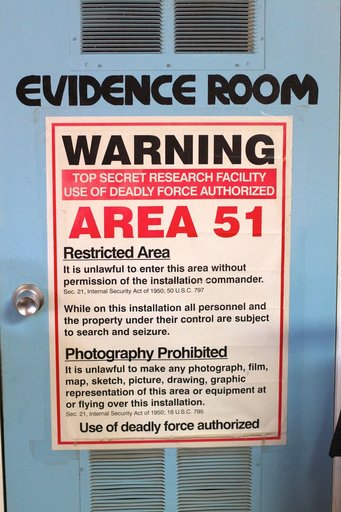 EVIDENCE ROOM
WARNING
TOP SECRET RESEARCH FACILITY
USE OF DEADLY FORCE AUTHORIZED
AREA 51
Restricted Area
It is unlawful to enter this area without
permission of the installation commander.
Sec. 21, Internal Security Act of 1950; 50 U.S.C. 797
While on this installation all personnel and
the property under their control are subject
to search and seizure.
Photography Prohibited
It is unlawful to make any photograph, film,
map, sketch, picture, drawing, graphic
representation of this area or equipment at
or flying over this installation.
Sec. 21, Internal Security Act of 1950; 18 U.S.C. 795
Use of deadly force authorized